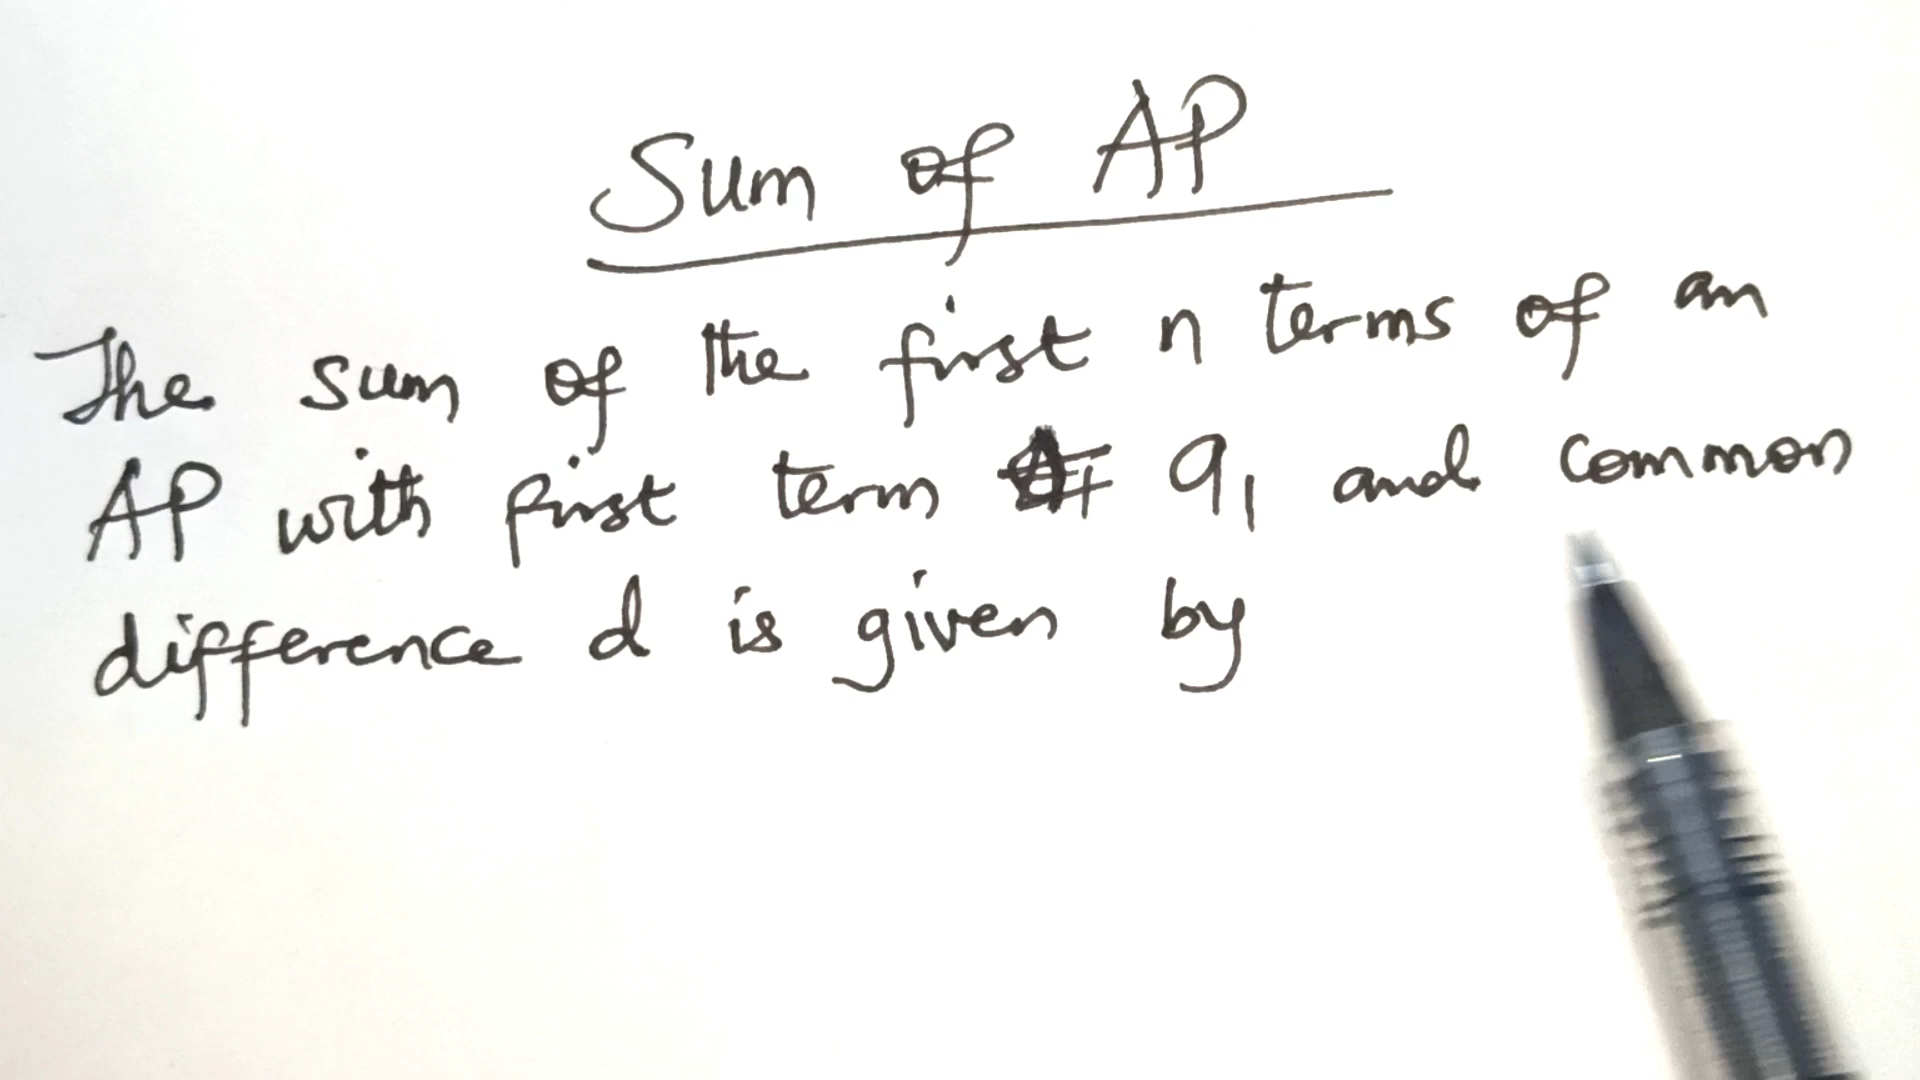 Sum of AP
The sum of the first n terms of an
AP with first term a₁ and common
difference d is given by